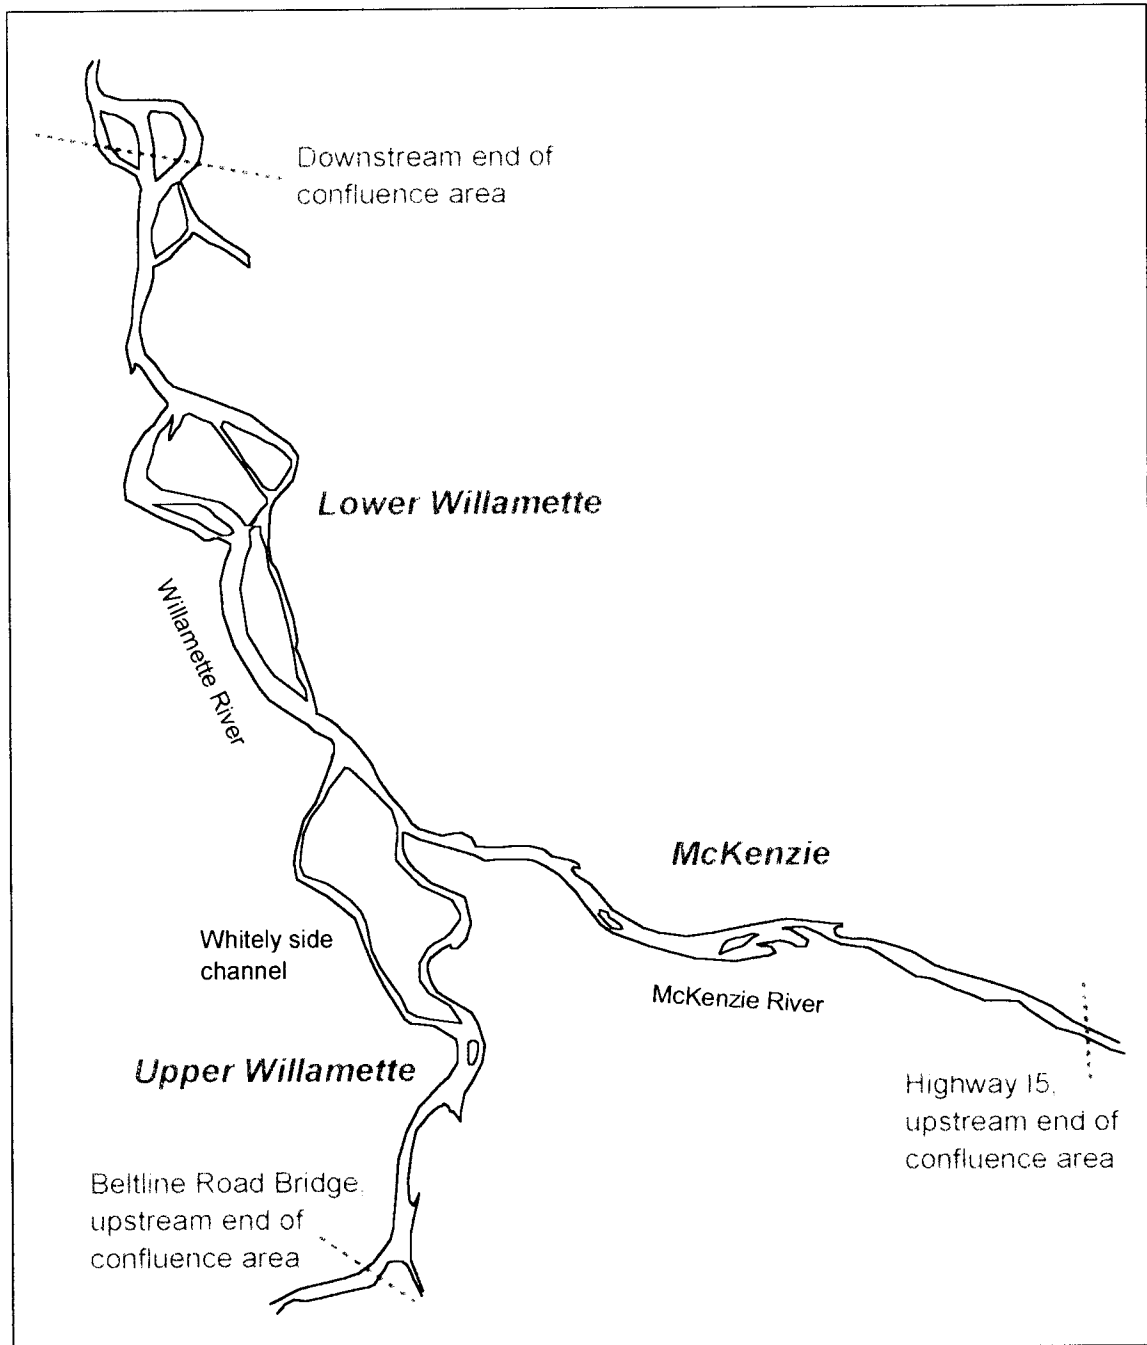 Downstream end of
confluence area
Lower Willamette
Willamette River
McKenzie
Whitely side
channel
McKenzie River
Upper Willamette
Highway I5,
upstream end of
confluence area
Beltline Road Bridge,
upstream end of
confluence area